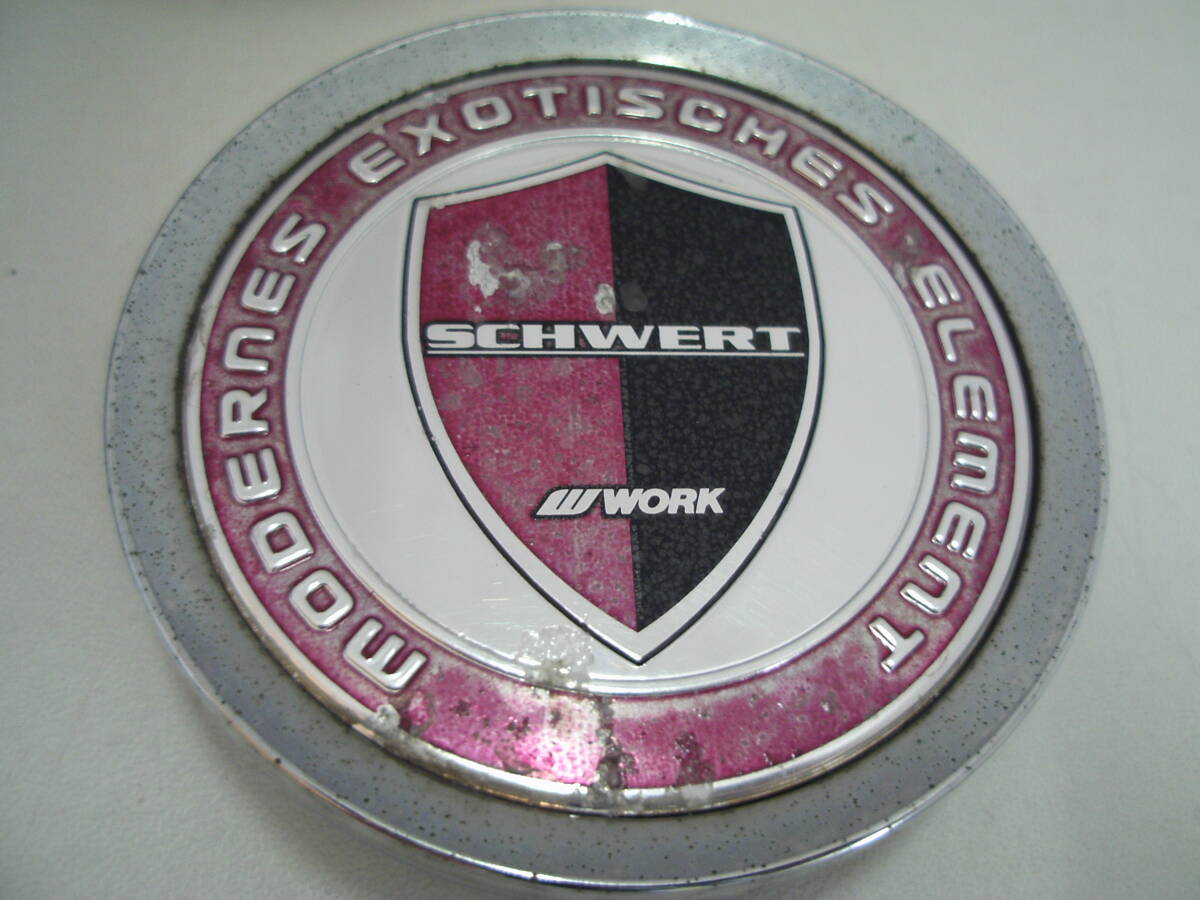 MODERNES EXOTISCHES ELEMENT
SCHWERT
W WORK